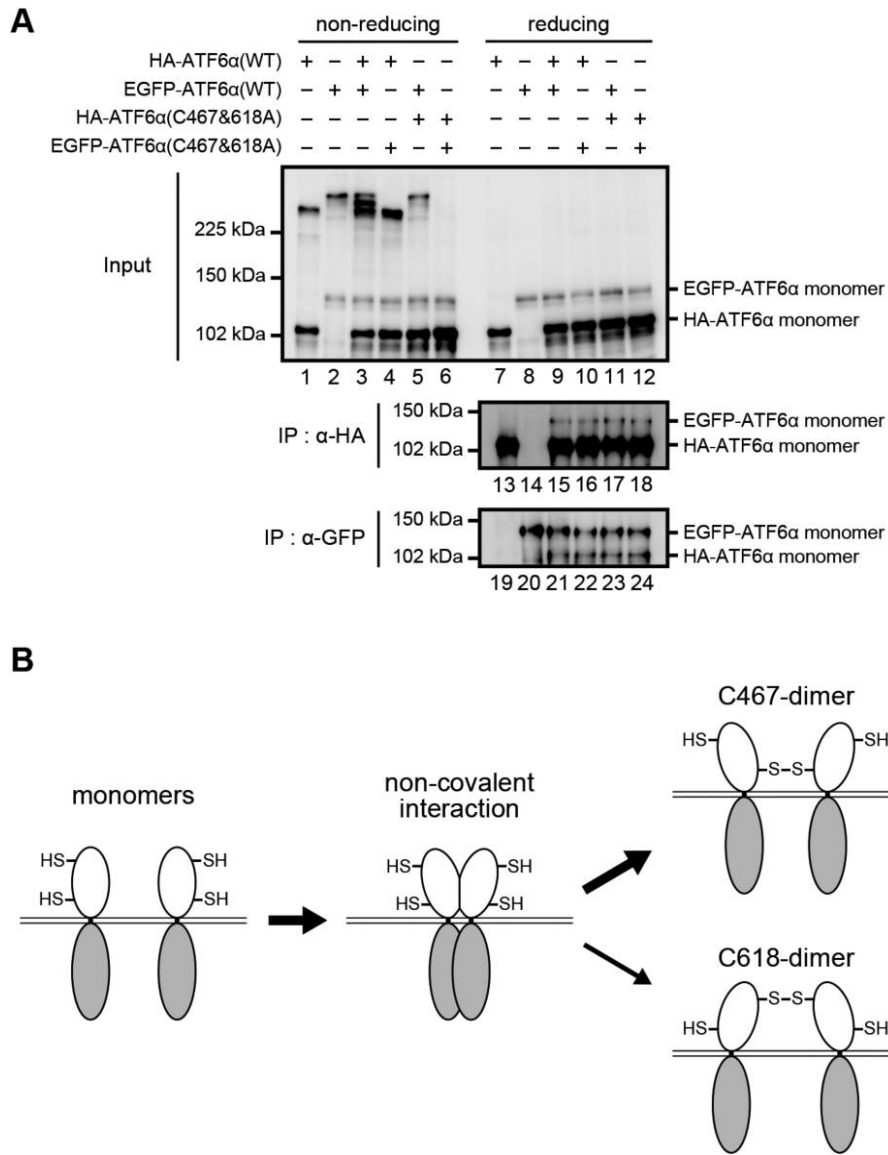 A
non-reducing reducing
HA-ATF6α(WT) + – + + – – + – + + – –
EGFP-ATF6α(WT) – + + – + – – + + – + –
HA-ATF6α(C467&618A) – – – – + + – – – – + +
EGFP-ATF6α(C467&618A) – – – + – + – – – + – +
225 kDa
Input
150 kDa
EGFP-ATF6α monomer
HA-ATF6α monomer
102 kDa
1 2 3 4 5 6 7 8 9 10 11 12
150 kDa
EGFP-ATF6α monomer
IP : α-HA
102 kDa
HA-ATF6α monomer
13 14 15 16 17 18
150 kDa
EGFP-ATF6α monomer
IP : α-GFP
102 kDa
HA-ATF6α monomer
19 20 21 22 23 24
B
C467-dimer
HS SH
S–S
monomers
non-covalent
interaction
HS SH
HS SH
HS SH
HS SH
C618-dimer
S–S
HS SH